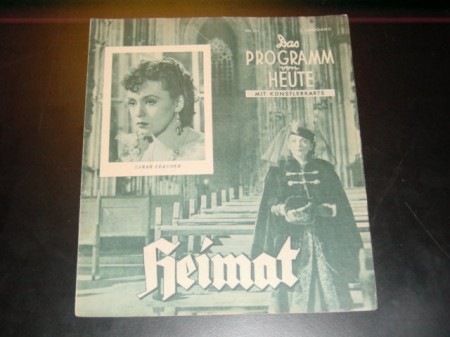 Das
PROGRAMM
von
HEUTE
MIT KÜNSTLERKARTE
ZARAH LEANDER
Heimat